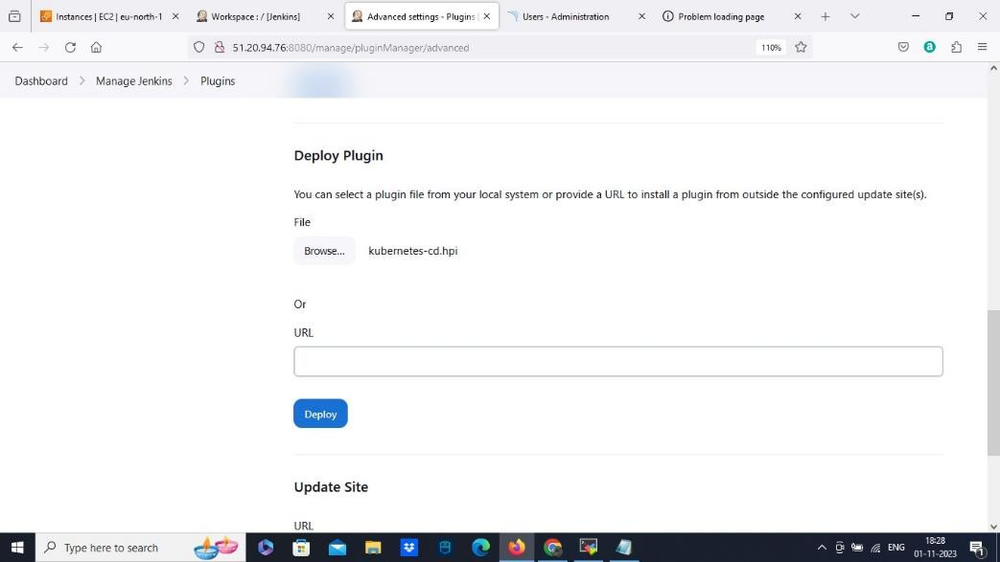 Instances | EC2 | eu-north-1
Workspace : / [Jenkins]
Advanced settings - Plugins |
Users - Administration
Problem loading page
51.20.94.76:8080/manage/pluginManager/advanced
110%
Dashboard > Manage Jenkins > Plugins
Deploy Plugin
You can select a plugin file from your local system or provide a URL to install a plugin from outside the configured update site(s).
File
Browse... kubernetes-cd.hpi
Or
URL
Deploy
Update Site
URL
Type here to search
ENG
18:28
01-11-2023
1